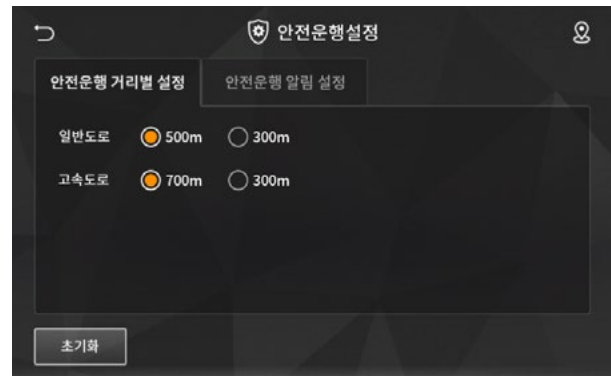 안전운행설정
안전운행 거리별 설정 안전운행 알림 설정
일반도로 500m 300m
고속도로 700m 300m
초기화